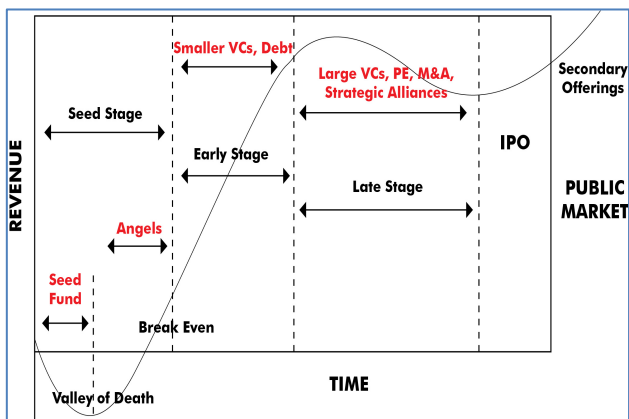 Smaller VCs, Debt
Large VCs, PE, M&A,
Strategic Alliances
Secondary
Offerings
Seed Stage
IPO
Early Stage
Late Stage
PUBLIC
MARKET
REVENUE
Angels
Seed
Fund
Break Even
TIME
Valley of Death